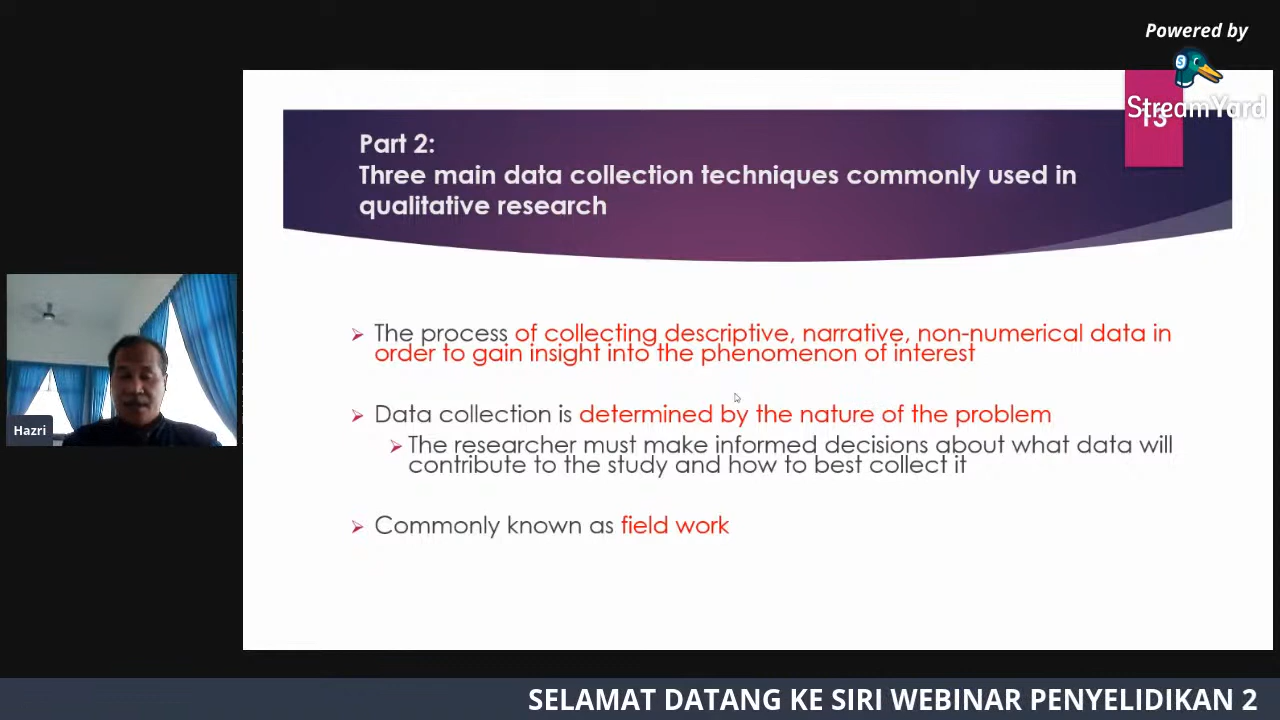 Powered by
StreamYard
13
Part 2:
Three main data collection techniques commonly used in
qualitative research
The process of collecting descriptive, narrative, non-numerical data in
order to gain insight into the phenomenon of interest
Data collection is determined by the nature of the problem
The researcher must make informed decisions about what data will
contribute to the study and how to best collect it
Commonly known as field work
Hazri
SELAMAT DATANG KE SIRI WEBINAR PENYELIDIKAN 2